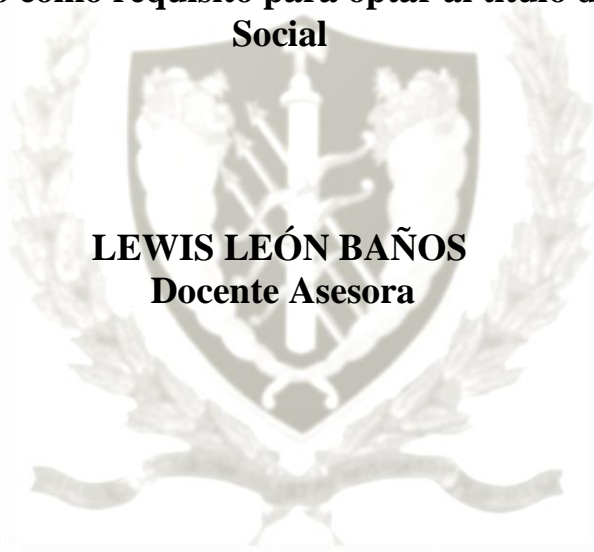 como requisito para optar al título
Social
LEWIS LEÓN BAÑOS
Docente Asesora